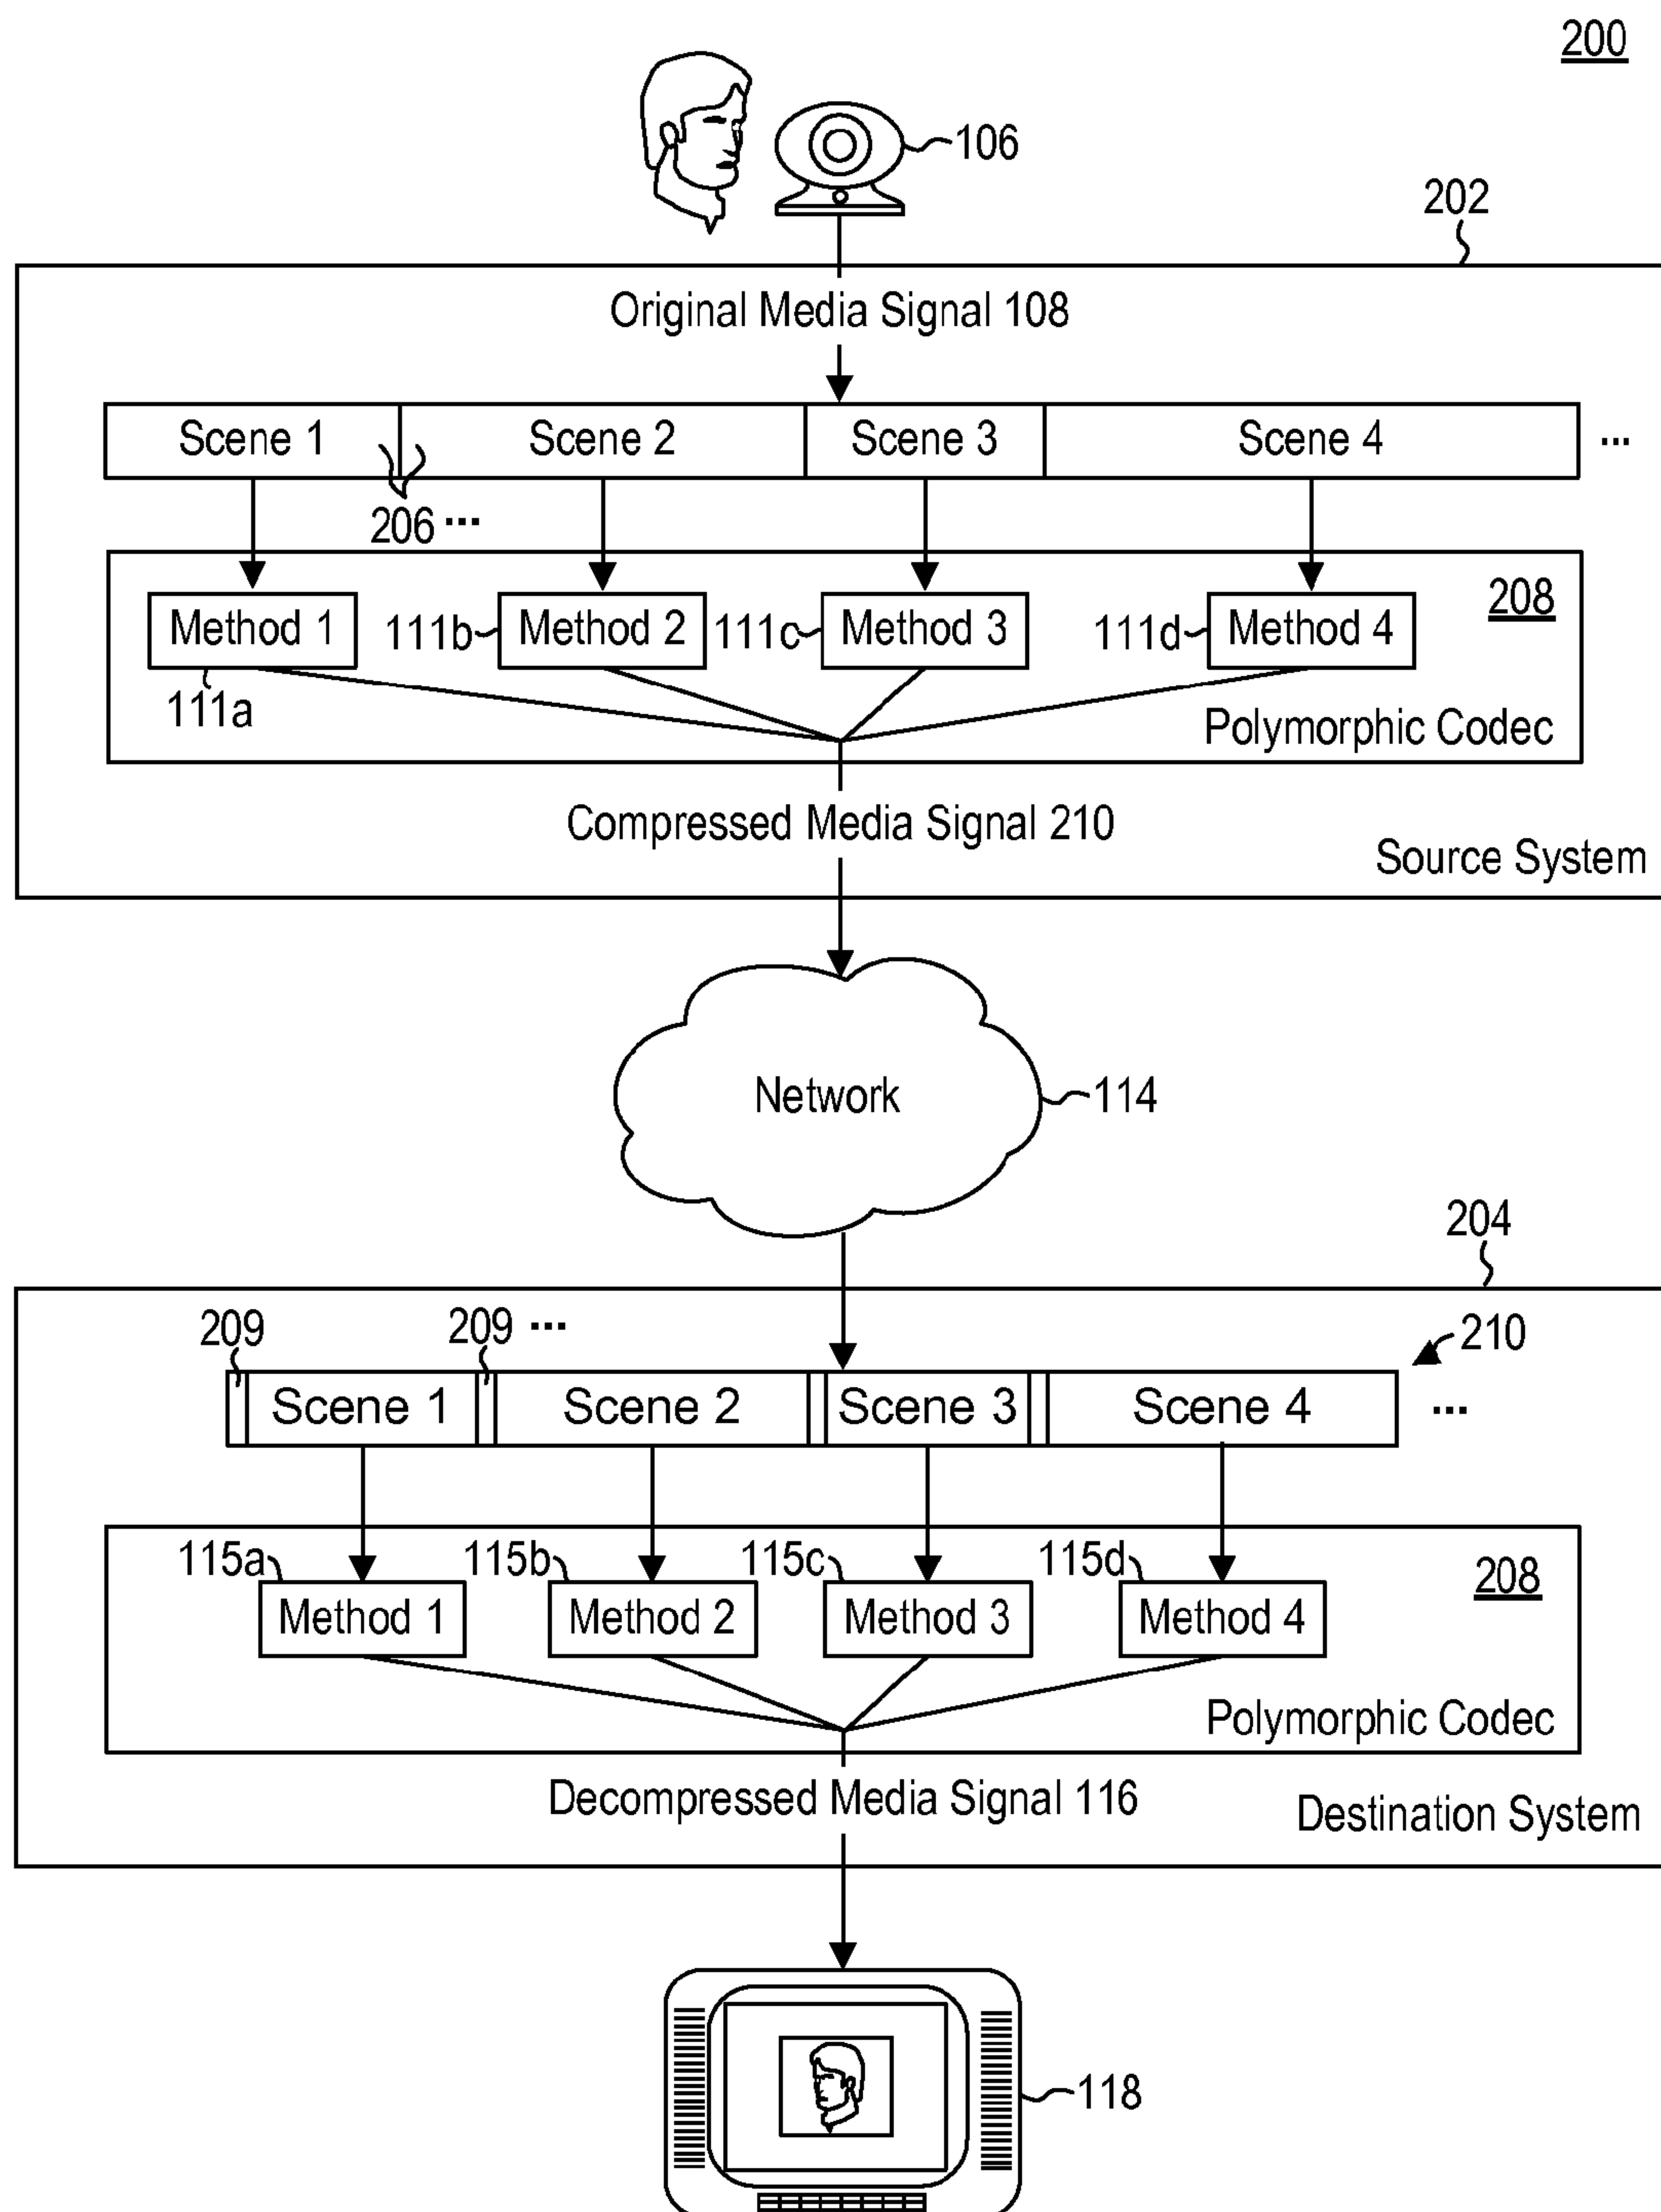 200
106
202
Original Media Signal 108
Scene 1 Scene 2 Scene 3 Scene 4 ...
206 ...
208
Method 1 111b Method 2 111c Method 3 111d Method 4
111a
Polymorphic Codec
Compressed Media Signal 210
Source System
Network 114
204
209 209 ... 210
Scene 1 Scene 2 Scene 3 Scene 4 ...
115a 115b 115c 115d 208
Method 1 Method 2 Method 3 Method 4
Polymorphic Codec
Decompressed Media Signal 116
Destination System
118